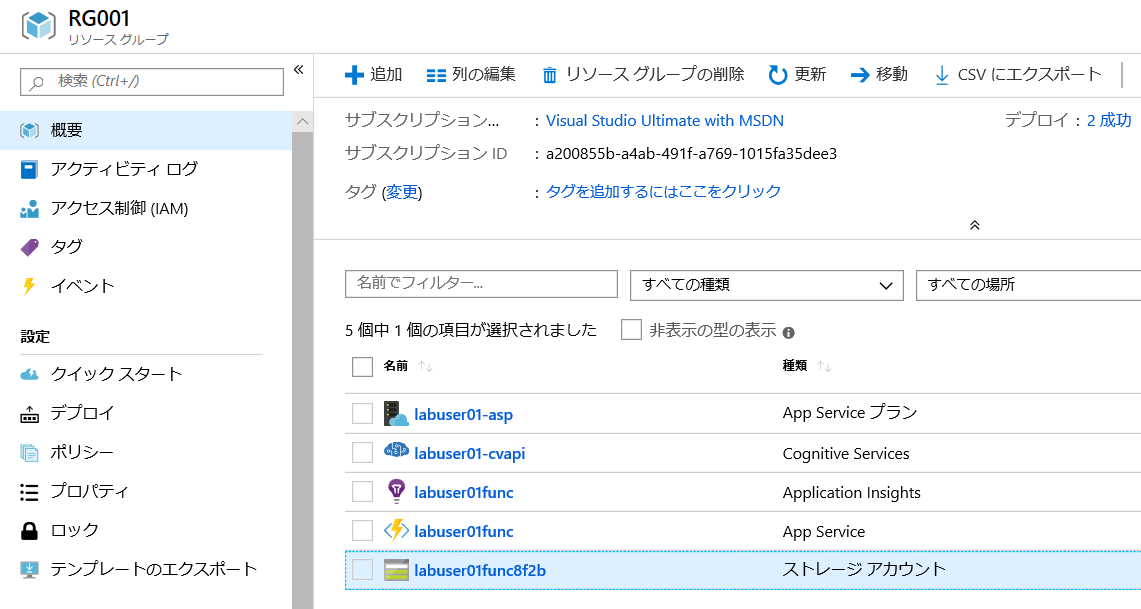 RG001
リソース グループ
検索 (Ctrl+/)
«
概要
アクティビティ ログ
アクセス制御 (IAM)
タグ
イベント
設定
クイック スタート
デプロイ
ポリシー
プロパティ
ロック
テンプレートのエクスポート
追加 列の編集 リソース グループの削除 更新 移動 CSV にエクスポート
サブスクリプション... : Visual Studio Ultimate with MSDN デプロイ : 2 成功
サブスクリプション ID : a200855b-a4ab-491f-a769-1015fa35dee3
タグ (変更) : タグを追加するにはここをクリック
名前でフィルター... すべての種類 すべての場所
5 個中 1 個の項目が選択されました 非表示の型の表示
名前 ↑↓ 種類 ↑↓
labuser01-asp App Service プラン
labuser01-cvapi Cognitive Services
labuser01func Application Insights
labuser01func App Service
labuser01func8f2b ストレージ アカウント